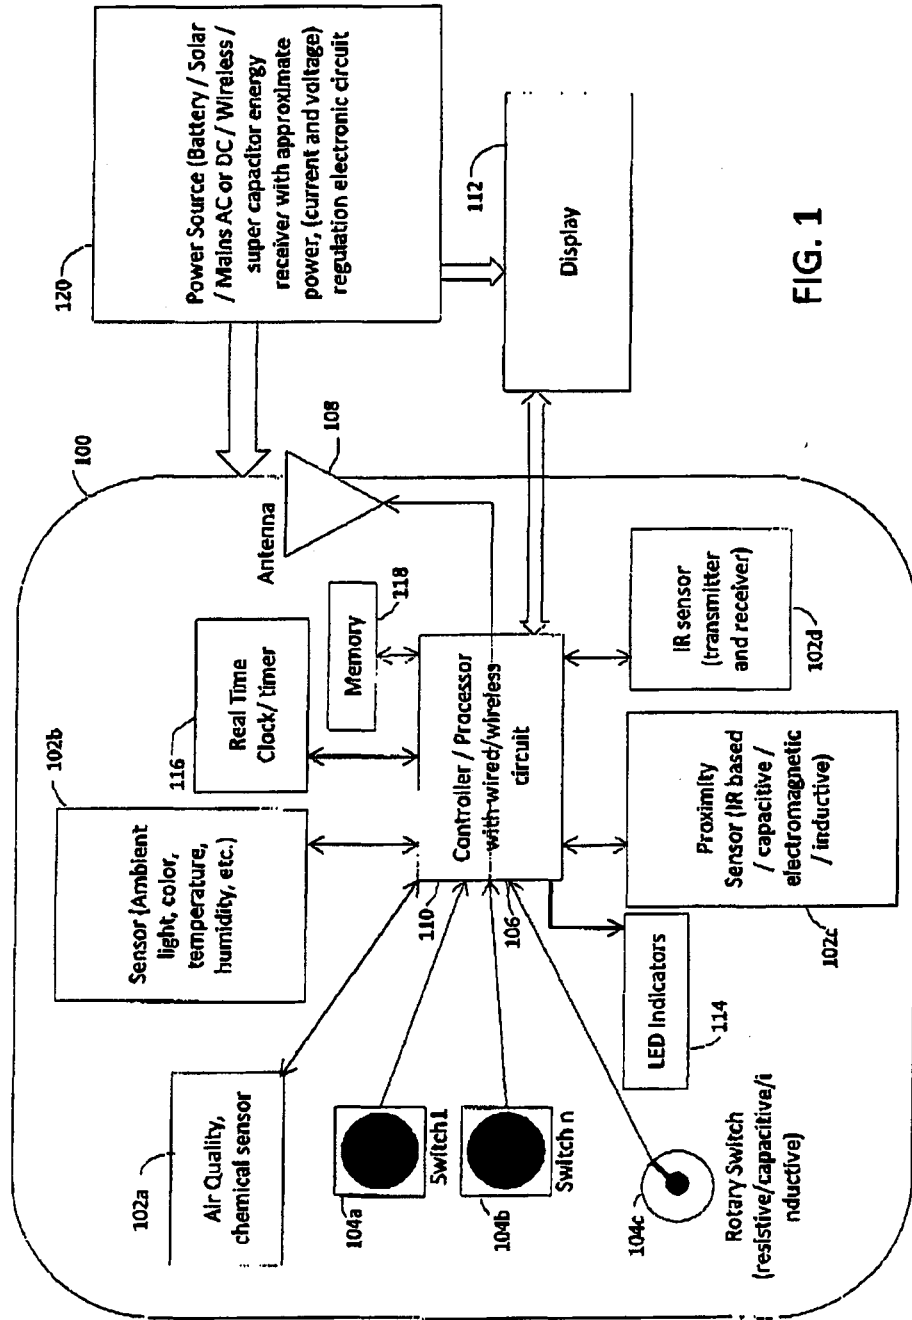 120
Power Source (Battery / Solar
/ Mains AC or DC / Wireless /
super capacitor energy
receiver with approximate
power, (current and voltage)
regulation electronic circuit
112
Display
100
Antenna
108
102a
Air Quality,
chemical sensor
102b
Sensor (Ambient
light, color,
temperature,
humidity, etc.)
116
Real Time
Clock/ timer
Memory
118
104a
Switch1
104b
Switch n
104c
Rotary Switch
(resistive/capacitive/i
nductive)
110
106
Controller / Processor
with wired/wireless
circuit
LED Indicators
114
Proximity
Sensor (IR based
/ capacitive /
electromagnetic
/ inductive)
102c
IR sensor
(transmitter
and receiver)
102d
FIG. 1